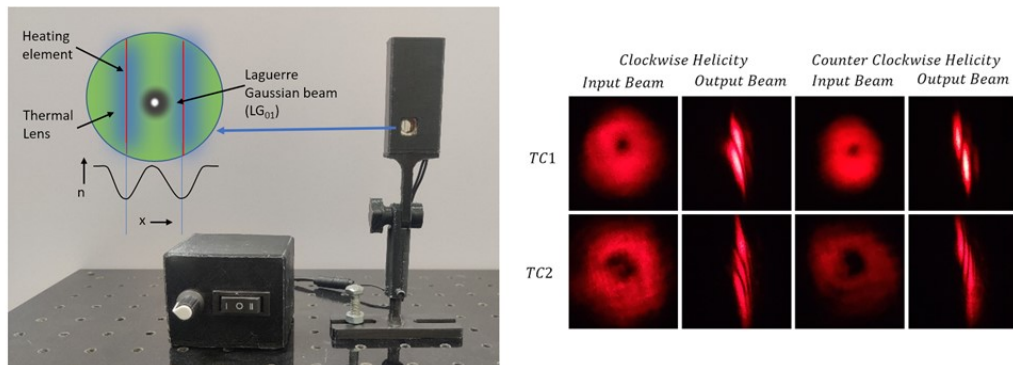 Heating
element
Thermal
Lens
Laguerre
Gaussian beam
(LG01)
n
x
I O II
Clockwise Helicity
Counter Clockwise Helicity
Input Beam
Output Beam
Input Beam
Output Beam
TC1
TC2